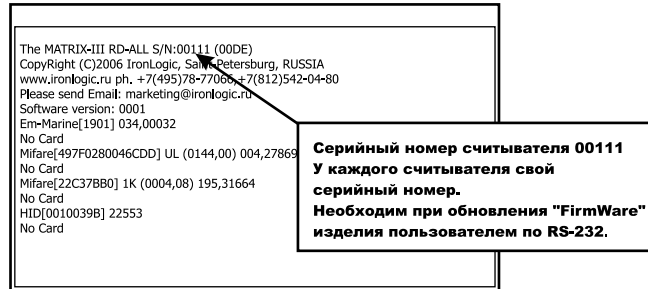 The MATRIX-III RD-ALL S/N:00111 (00DE)
CopyRight (C)2006 IronLogic, Saint-Petersburg, RUSSIA
www.ironlogic.ru ph. +7(495)78-77066,+7(812)542-04-80
Please send Email: marketing@ironlogic.ru
Software version: 0001
Em-Marine[1901] 034,00032
No Card
Mifare[497F0280046CDD] UL (0144,00) 004,27869
No Card
Mifare[22C37BB0] 1K (0004,08) 195,31664
No Card
HID[0010039B] 22553
No Card
Серийный номер считывателя 00111
У каждого считывателя свой
серийный номер.
Необходим при обновления "FirmWare"
изделия пользователем по RS-232.